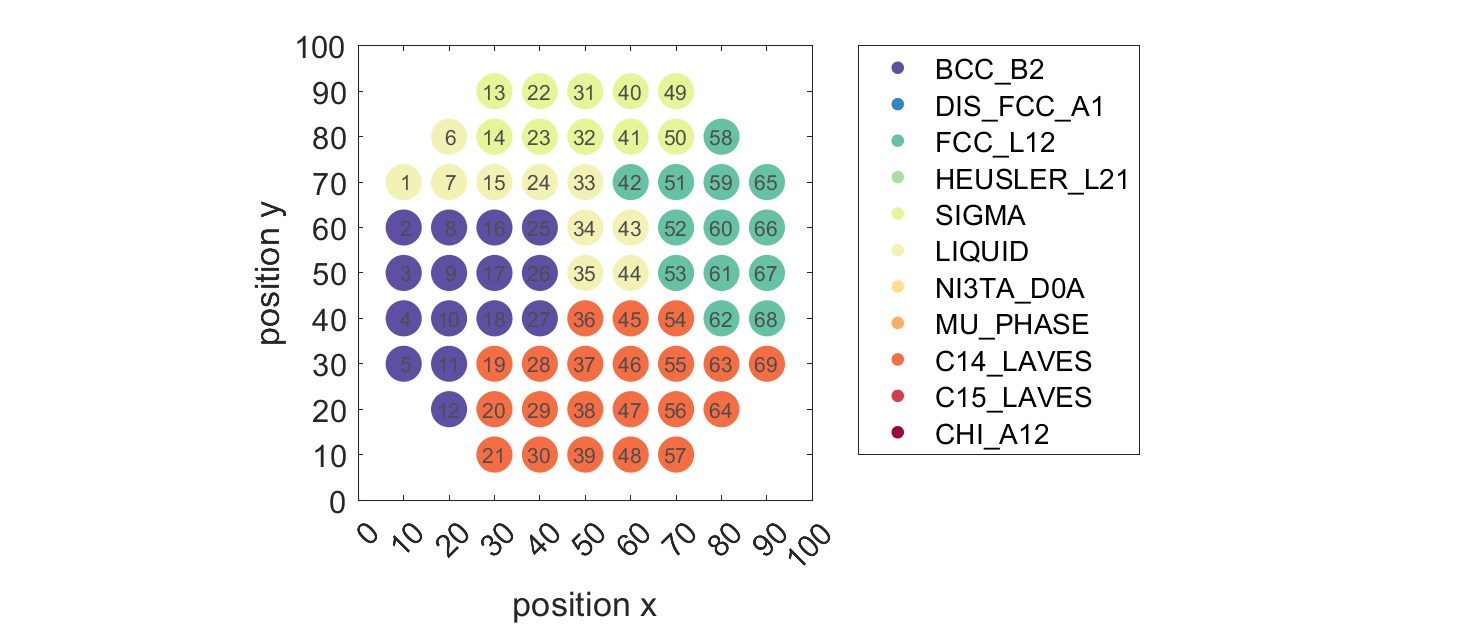 100
90
80
70
60
50
40
30
20
10
0
position y
13 22 31 40 49
6 14 23 32 41 50 58
1 7 15 24 33 42 51 59 65
2 8 16 25 34 43 52 60 66
3 9 17 26 35 44 53 61 67
4 10 18 27 36 45 54 62 68
5 11 19 28 37 46 55 63 69
12 20 29 38 47 56 64
21 30 39 48 57
0 10 20 30 40 50 60 70 80 90 100
position x
BCC_B2
DIS_FCC_A1
FCC_L12
HEUSLER_L21
SIGMA
LIQUID
NI3TA_D0A
MU_PHASE
C14_LAVES
C15_LAVES
CHI_A12